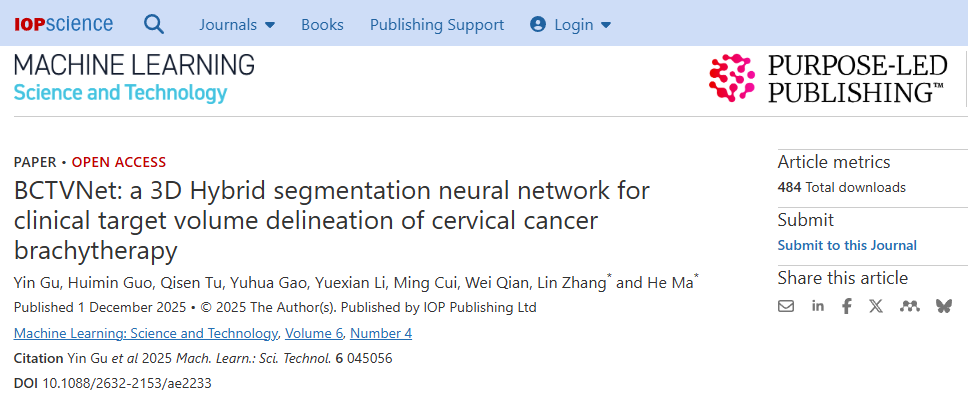 IOPscience Journals Books Publishing Support Login
MACHINE LEARNING
Science and Technology
PURPOSE-LED
PUBLISHING™
PAPER • OPEN ACCESS
BCTVNet: a 3D Hybrid segmentation neural network for
clinical target volume delineation of cervical cancer
brachytherapy
Yin Gu, Huimin Guo, Qisen Tu, Yuhua Gao, Yuexian Li, Ming Cui, Wei Qian, Lin Zhang* and He Ma*
Published 1 December 2025 • © 2025 The Author(s). Published by IOP Publishing Ltd
Machine Learning: Science and Technology, Volume 6, Number 4
Citation Yin Gu et al 2025 Mach. Learn.: Sci. Technol. 6 045056
DOI 10.1088/2632-2153/ae2233
Article metrics
484 Total downloads
Submit
Submit to this Journal
Share this article